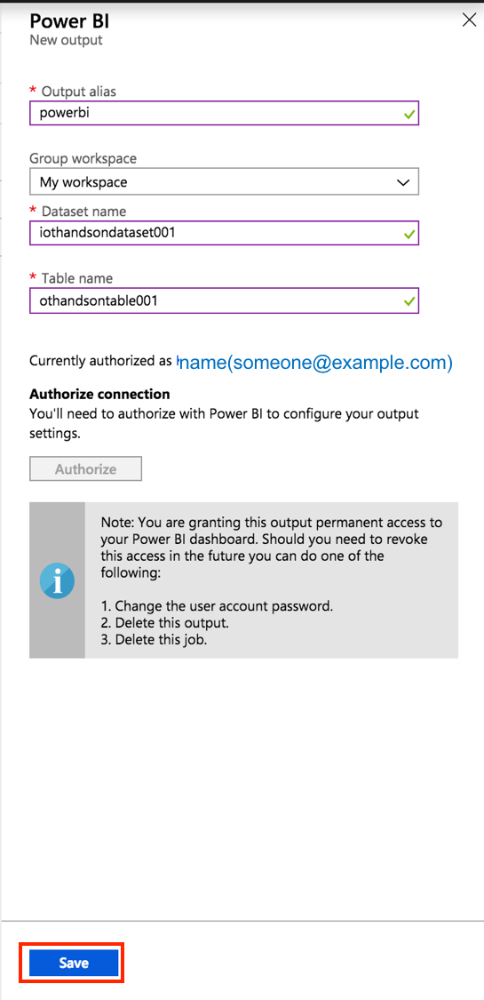 Power BI
New output
* Output alias
powerbi
Group workspace
My workspace
* Dataset name
iothandsondataset001
* Table name
othandsontable001
Currently authorized as name(someone@example.com)
Authorize connection
You'll need to authorize with Power BI to configure your output
settings.
Authorize
Note: You are granting this output permanent access to
your Power BI dashboard. Should you need to revoke
this access in the future you can do one of the
following:
1. Change the user account password.
2. Delete this output.
3. Delete this job.
Save